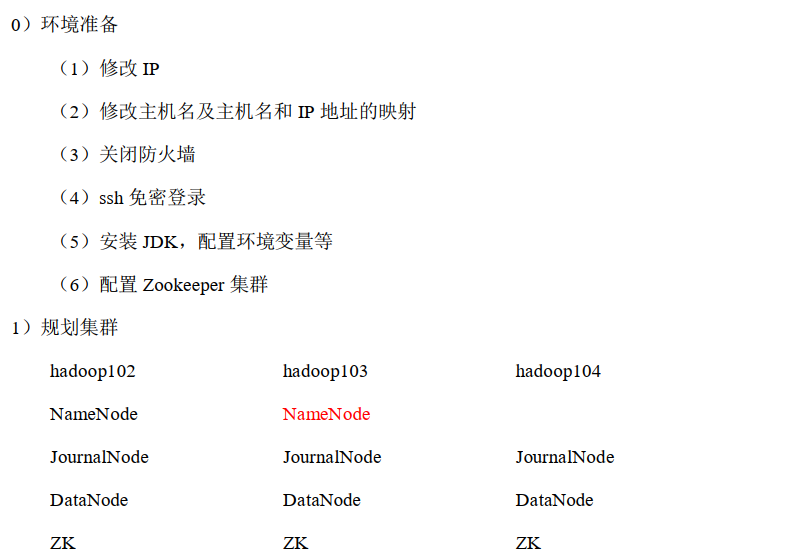 0）环境准备
（1）修改 IP
（2）修改主机名及主机名和 IP 地址的映射
（3）关闭防火墙
（4）ssh 免密登录
（5）安装 JDK，配置环境变量等
（6）配置 Zookeeper 集群
1）规划集群
hadoop102 hadoop103 hadoop104
NameNode NameNode
JournalNode JournalNode JournalNode
DataNode DataNode DataNode
ZK ZK ZK